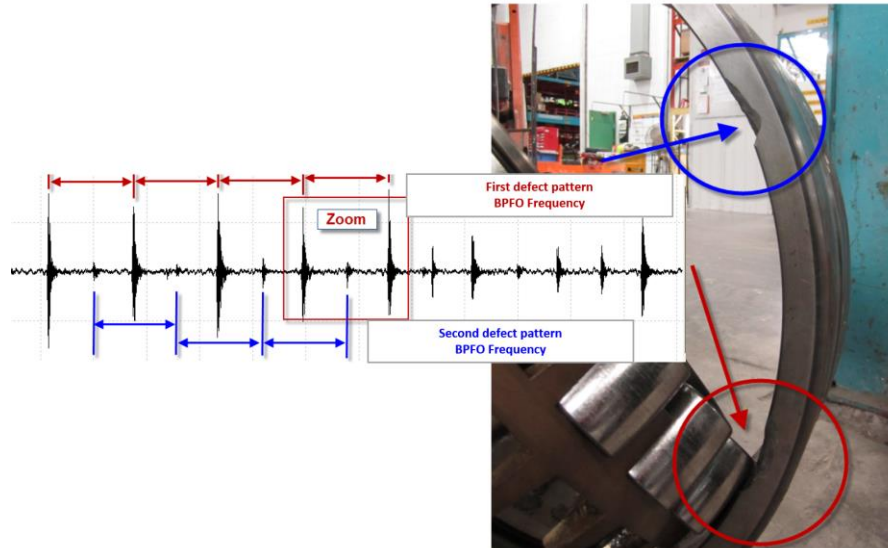 First defect pattern
BPFO Frequency
Zoom
Second defect pattern
BPFO Frequency